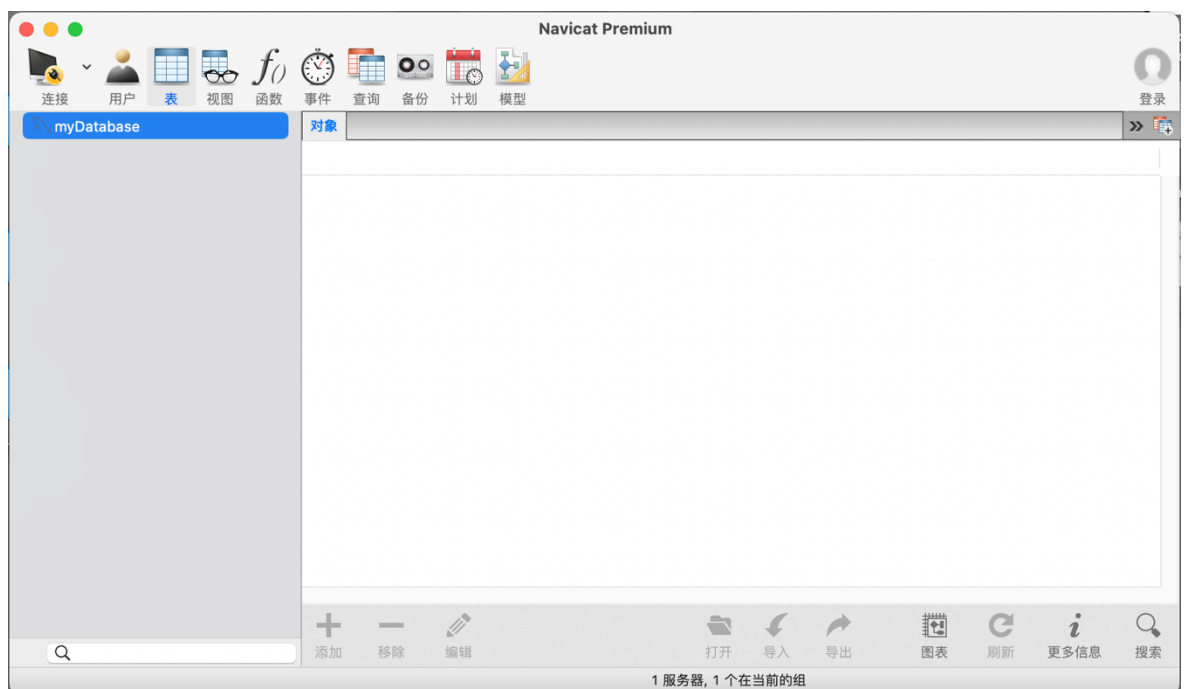 Navicat Premium
连接 用户 表 视图 函数 事件 查询 备份 计划 模型 登录
myDatabase 对象
添加 移除 编辑 打开 导入 导出 图表 刷新 更多信息 搜索
1 服务器, 1 个在当前的组